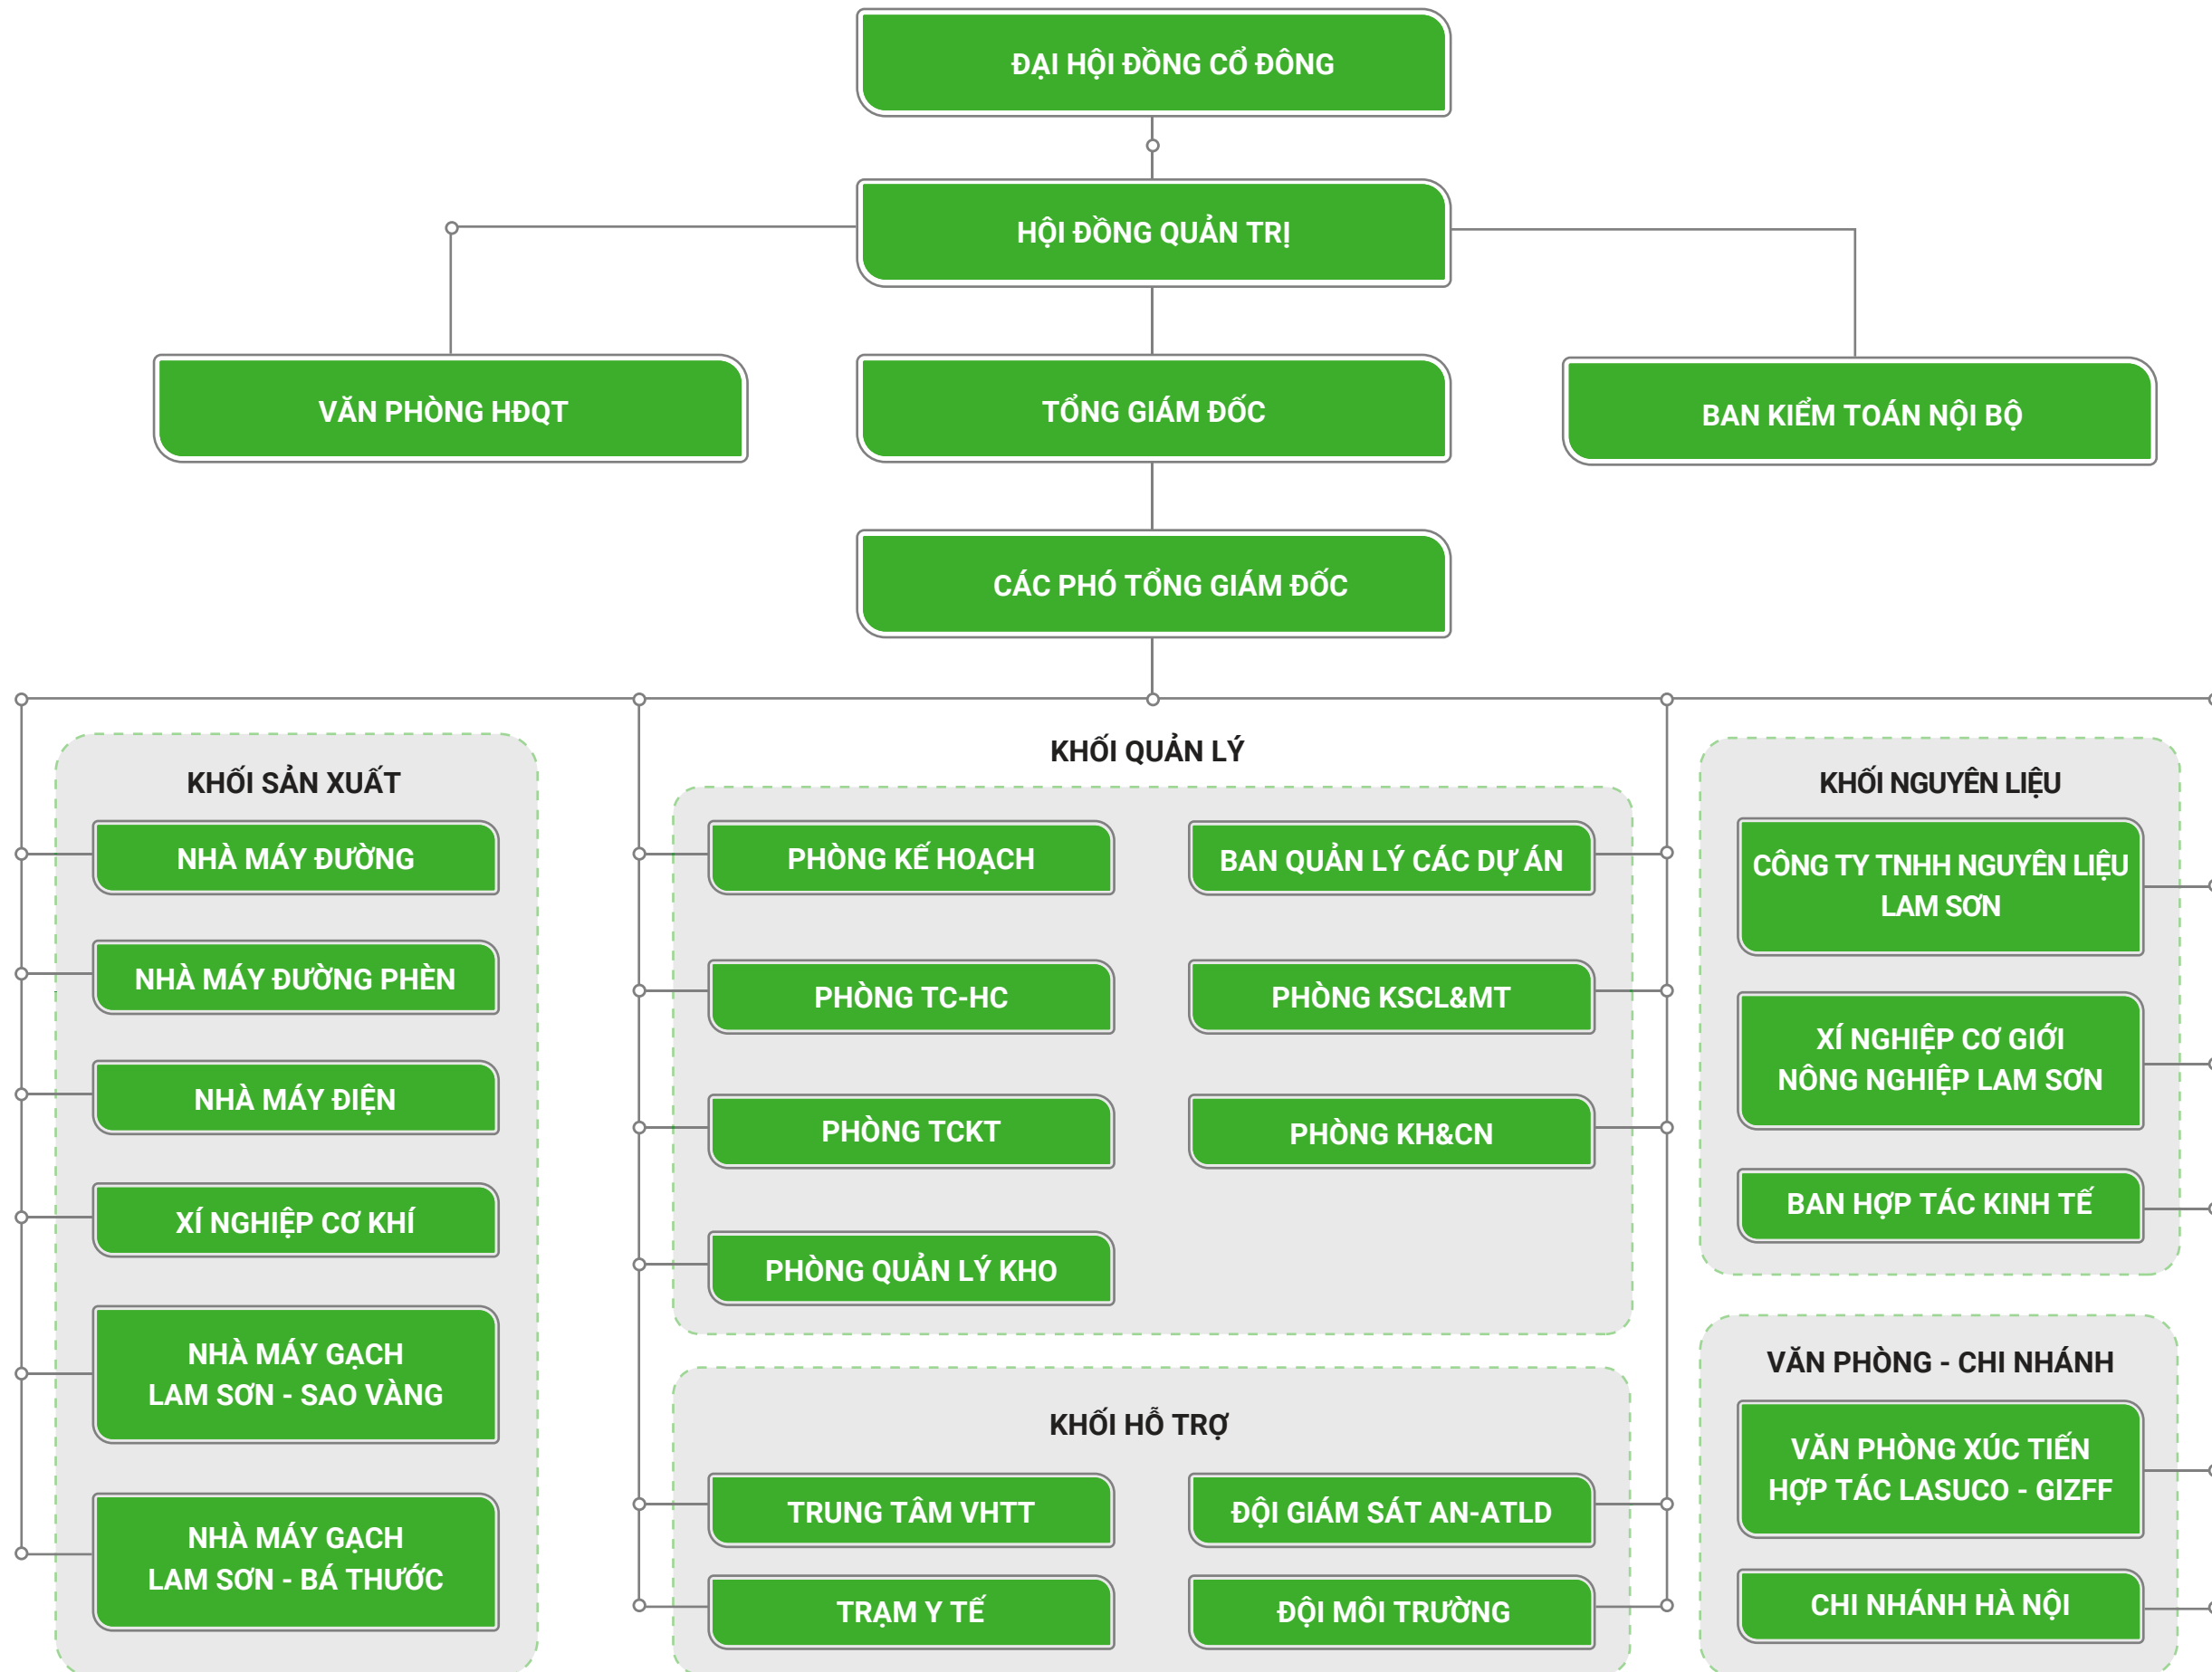 ĐẠI HỘI ĐỒNG CỔ ĐÔNG
HỘI ĐỒNG QUẢN TRỊ
VĂN PHÒNG HĐQT
TỔNG GIÁM ĐỐC
BAN KIỂM TOÁN NỘI BỘ
CÁC PHÓ TỔNG GIÁM ĐỐC
KHỐI SẢN XUẤT
NHÀ MÁY ĐƯỜNG
NHÀ MÁY ĐƯỜNG PHÈN
NHÀ MÁY ĐIỆN
XÍ NGHIỆP CƠ KHÍ
NHÀ MÁY GẠCH
LAM SƠN - SAO VÀNG
NHÀ MÁY GẠCH
LAM SƠN - BÁ THƯỚC
KHỐI QUẢN LÝ
PHÒNG KẾ HOẠCH
BAN QUẢN LÝ CÁC DỰ ÁN
PHÒNG TC-HC
PHÒNG KSCL&MT
PHÒNG TCKT
PHÒNG KH&CN
PHÒNG QUẢN LÝ KHO
KHỐI HỖ TRỢ
TRUNG TÂM VHTT
ĐỘI GIÁM SÁT AN-ATLD
TRẠM Y TẾ
ĐỘI MÔI TRƯỜNG
KHỐI NGUYÊN LIỆU
CÔNG TY TNHH NGUYÊN LIỆU
LAM SƠN
XÍ NGHIỆP CƠ GIỚI
NÔNG NGHIỆP LAM SƠN
BAN HỢP TÁC KINH TẾ
VĂN PHÒNG - CHI NHÁNH
VĂN PHÒNG XÚC TIẾN
HỢP TÁC LASUCO - GIZFF
CHI NHÁNH HÀ NỘI